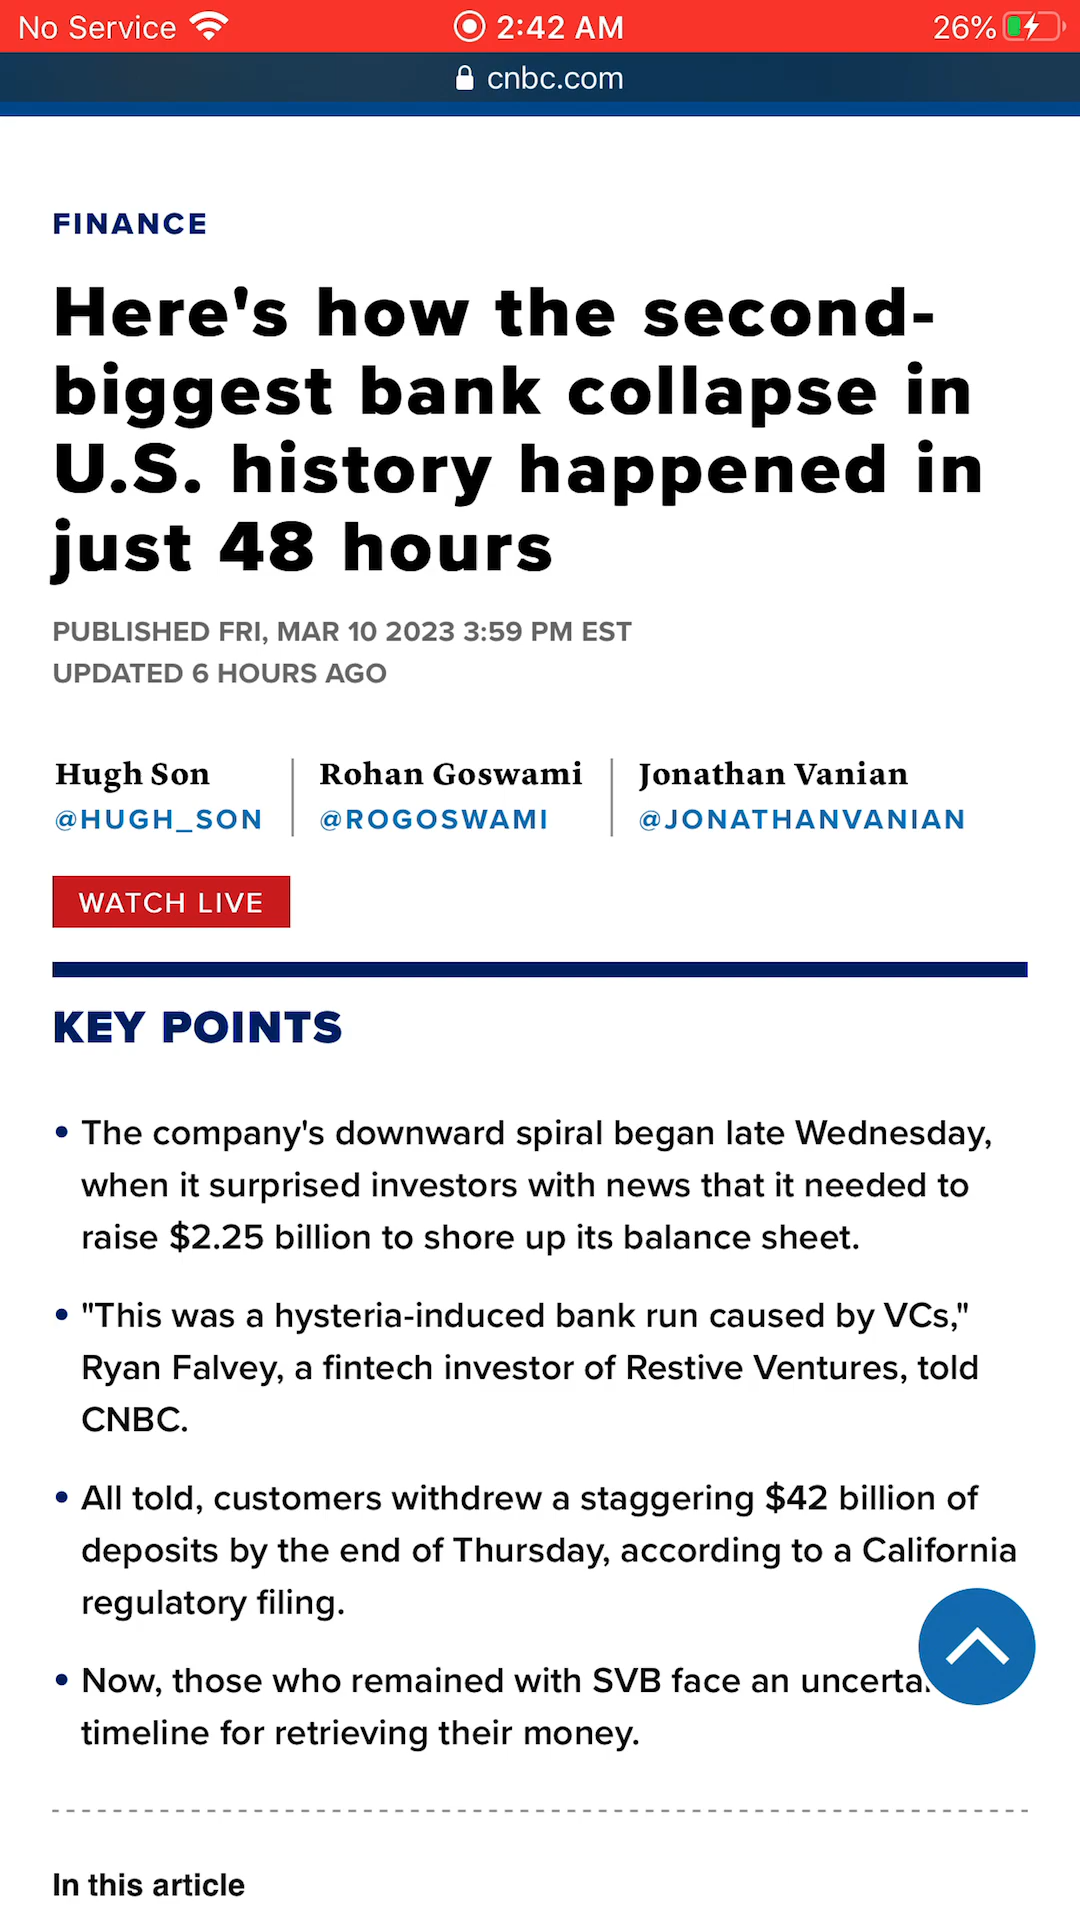 No Service 2:42 AM 26%
cnbc.com
FINANCE
Here's how the second-
biggest bank collapse in
U.S. history happened in
just 48 hours
PUBLISHED FRI, MAR 10 2023 3:59 PM EST
UPDATED 6 HOURS AGO
Hugh Son Rohan Goswami Jonathan Vanian
@HUGH_SON @ROGOSWAMI @JONATHANVANIAN
WATCH LIVE
KEY POINTS
• The company's downward spiral began late Wednesday,
when it surprised investors with news that it needed to
raise $2.25 billion to shore up its balance sheet.
• "This was a hysteria-induced bank run caused by VCs,"
Ryan Falvey, a fintech investor of Restive Ventures, told
CNBC.
• All told, customers withdrew a staggering $42 billion of
deposits by the end of Thursday, according to a California
regulatory filing.
• Now, those who remained with SVB face an
timeline for retrieving their money.
In this article